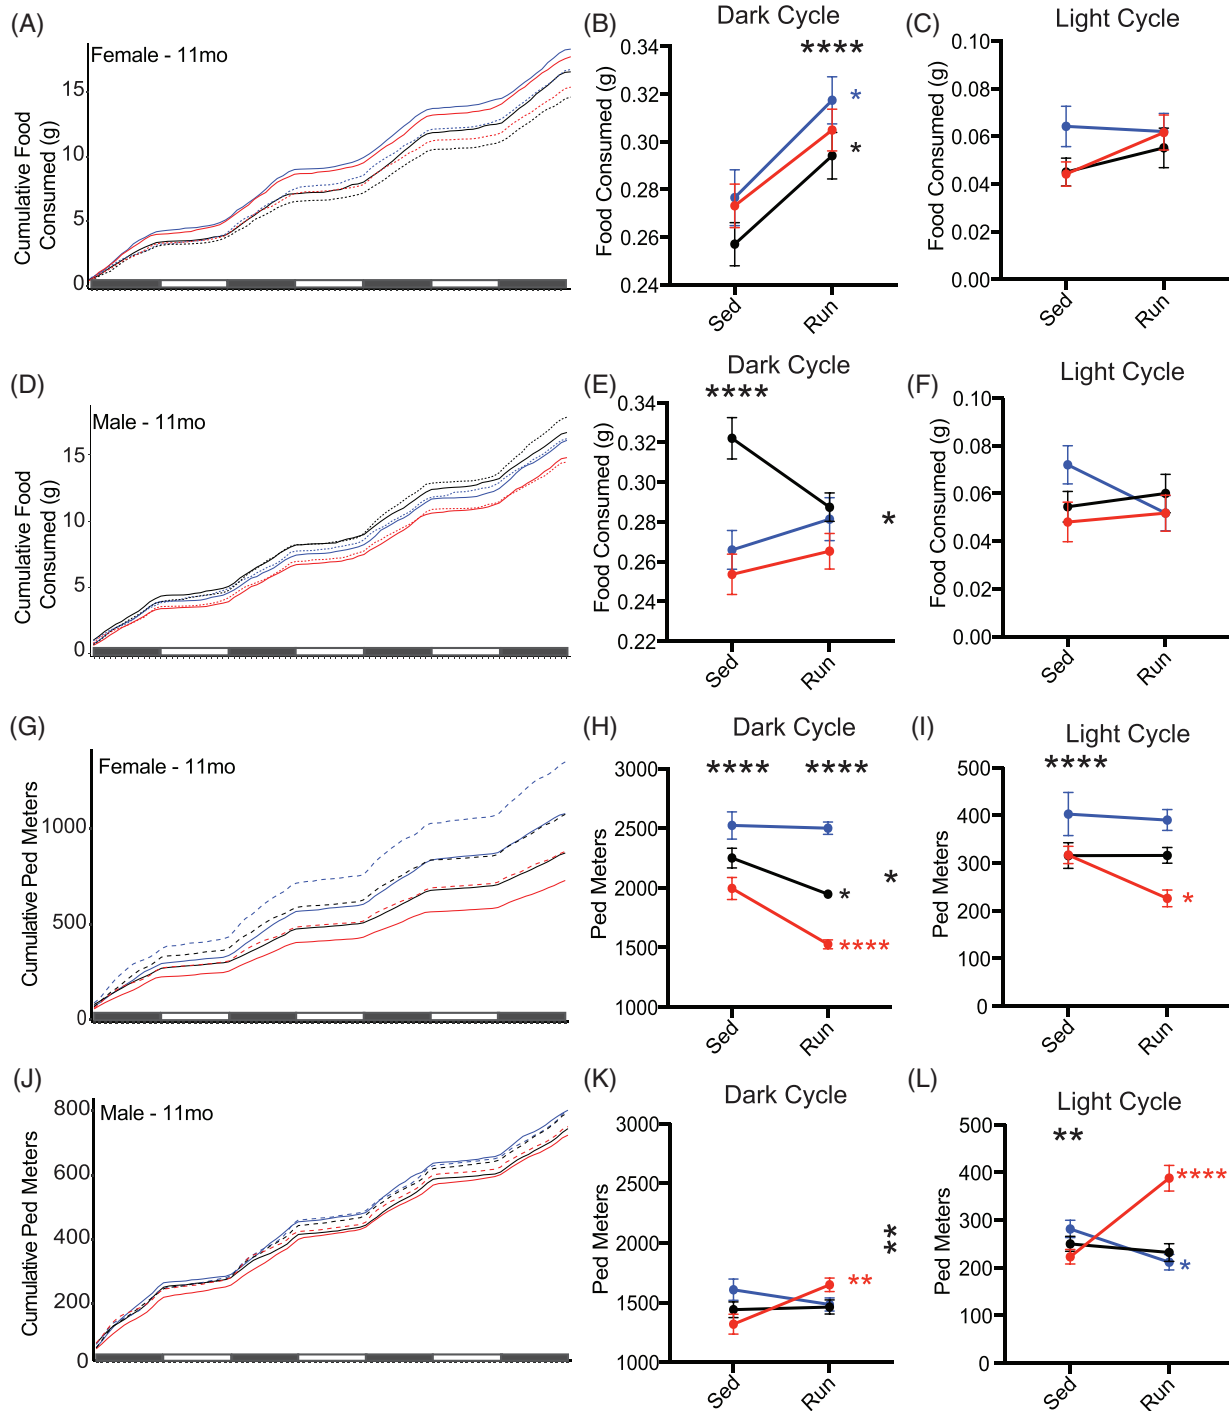 (A)
Female - 11mo
Cumulative Food
Consumed (g)
15
10
5
0
(B)
Dark Cycle
****
Food Consumed (g)
0.34
0.32
0.30
0.28
0.26
0.24
*
*
Sed
Run
(C)
Light Cycle
Food Consumed (g)
0.10
0.08
0.06
0.04
0.02
0.00
Sed
Run
(D)
Male - 11mo
Cumulative Food
Consumed (g)
15
10
5
0
(E)
Dark Cycle
****
Food Consumed (g)
0.34
0.32
0.30
0.28
0.26
0.24
0.22
*
Sed
Run
(F)
Light Cycle
Food Consumed (g)
0.10
0.08
0.06
0.04
0.02
0.00
Sed
Run
(G)
Female - 11mo
Cumulative Ped Meters
1000
500
0
(H)
Dark Cycle
**** ****
Ped Meters
3000
2500
2000
1500
1000
*
*
****
Sed
Run
(I)
Light Cycle
****
Ped Meters
500
400
300
200
100
0
*
Sed
Run
(J)
Male - 11mo
Cumulative Ped Meters
800
600
400
200
0
(K)
Dark Cycle
Ped Meters
3000
2500
2000
1500
1000
**
**
Sed
Run
(L)
Light Cycle
**
Ped Meters
500
400
300
200
100
0
****
*
Sed
Run